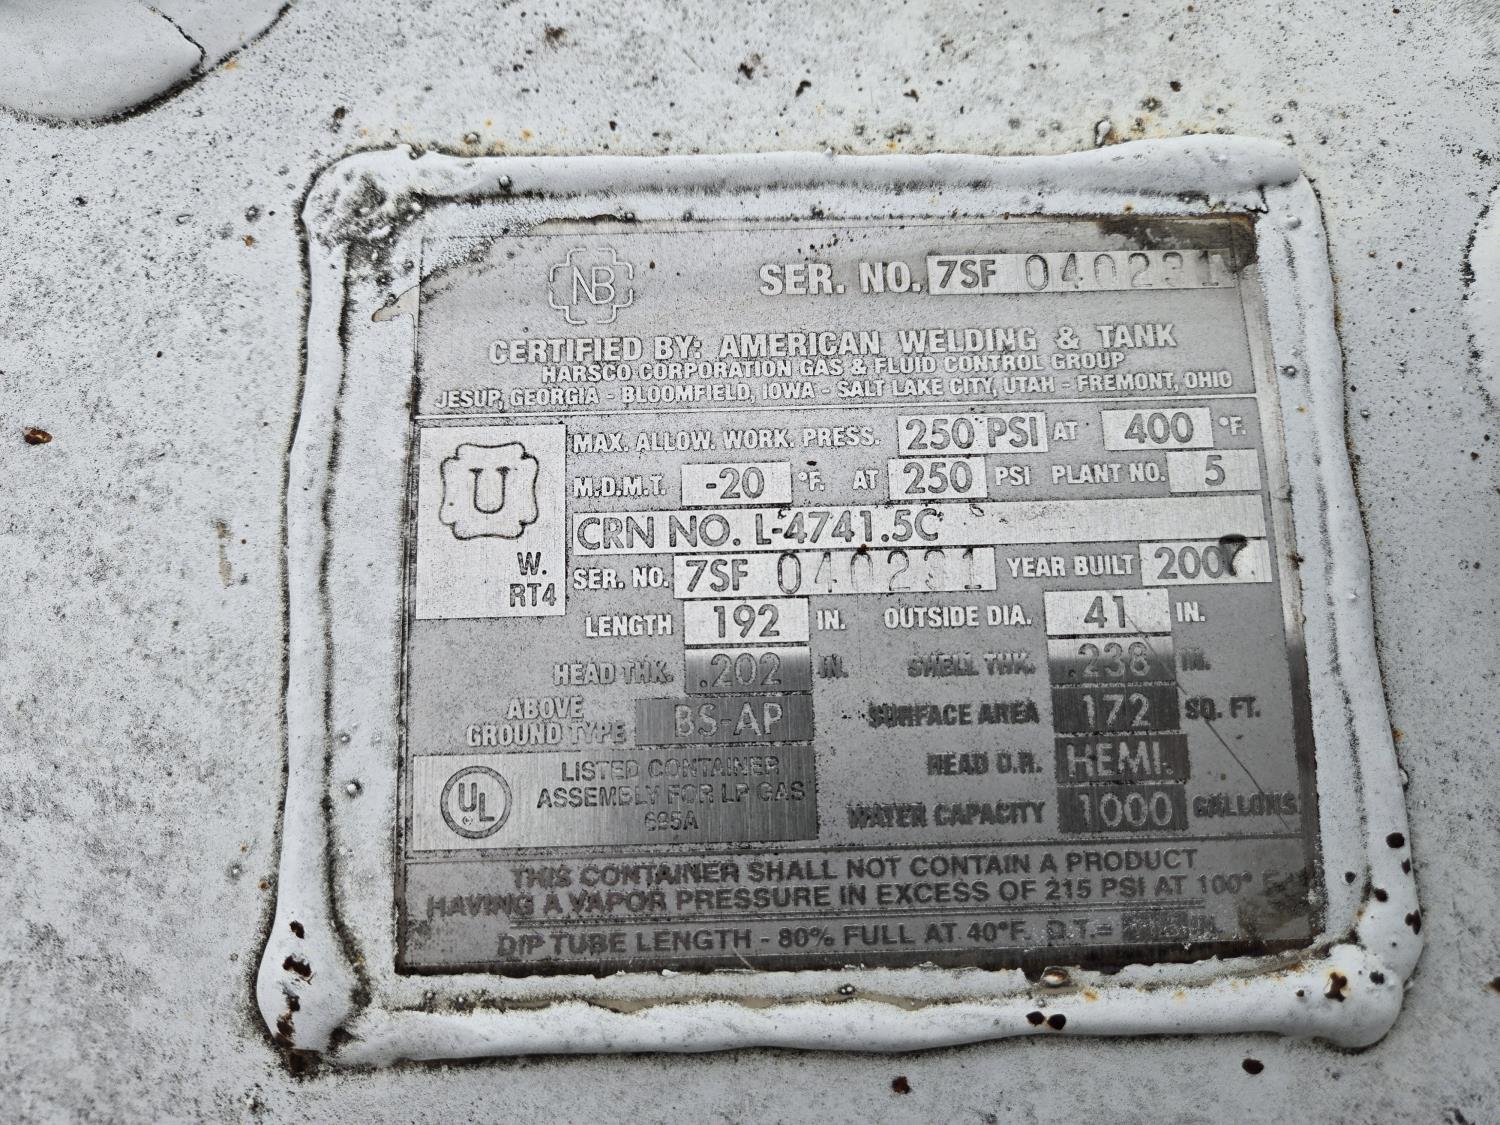 NB
SER. NO. 7SF 040231
CERTIFIED BY: AMERICAN WELDING & TANK
HARSCO CORPORATION GAS & FLUID CONTROL GROUP
JESUP, GEORGIA - BLOOMFIELD, IOWA - SALT LAKE CITY, UTAH - FREMONT, OHIO
U
W.
RT4
MAX. ALLOW. WORK. PRESS. 250 PSI AT 400 °F.
M.D.M.T. -20 °F. AT 250 PSI PLANT NO. 5
CRN NO. L-4741.5C
SER. NO. 7SF 040231 YEAR BUILT 2007
LENGTH 192 IN. OUTSIDE DIA. 41 IN.
HEAD THK. .202 IN. SHELL THK. .238 IN.
ABOVE GROUND TYPE BS-AP SURFACE AREA 172 SQ. FT.
HEAD D.R. HEMI.
WATER CAPACITY 1000 GALLONS
UL
LISTED CONTAINER
ASSEMBLY FOR LP GAS
695A
THIS CONTAINER SHALL NOT CONTAIN A PRODUCT
HAVING A VAPOR PRESSURE IN EXCESS OF 215 PSI AT 100° F.
DIP TUBE LENGTH - 80% FULL AT 40°F. D.T.=